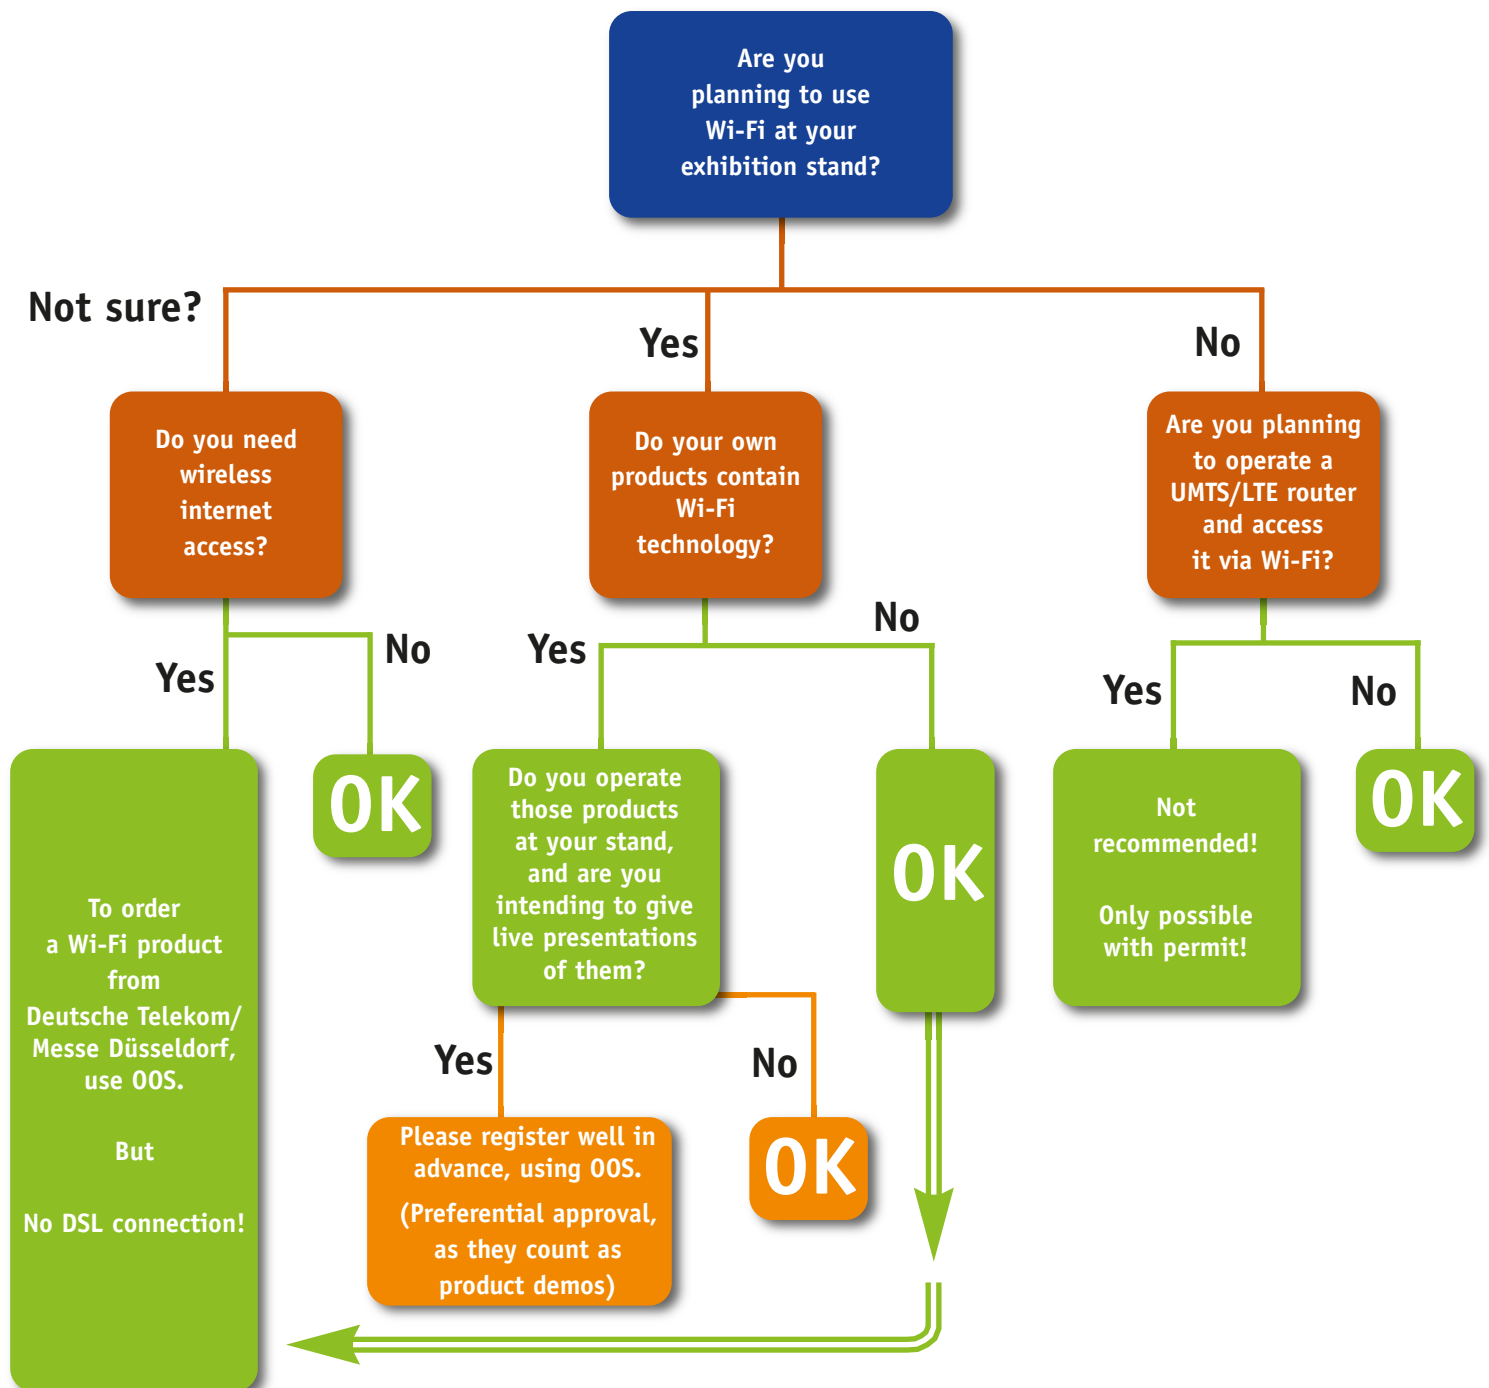 Are you
planning to use
Wi-Fi at your
exhibition stand?
Not sure?
Yes
No
Do you need
wireless
internet
access?
Do your own
products contain
Wi-Fi
technology?
Are you planning
to operate a
UMTS/LTE router
and access
it via Wi-Fi?
Yes
No
Yes
No
Yes
No
To order
a Wi-Fi product
from
Deutsche Telekom/
Messe Düsseldorf,
use OOS.
But
No DSL connection!
OK
Do you operate
those products
at your stand,
and are you
intending to give
live presentations
of them?
OK
Not
recommended!
Only possible
with permit!
OK
Yes
No
Please register well in
advance, using OOS.
(Preferential approval,
as they count as
product demos)
OK